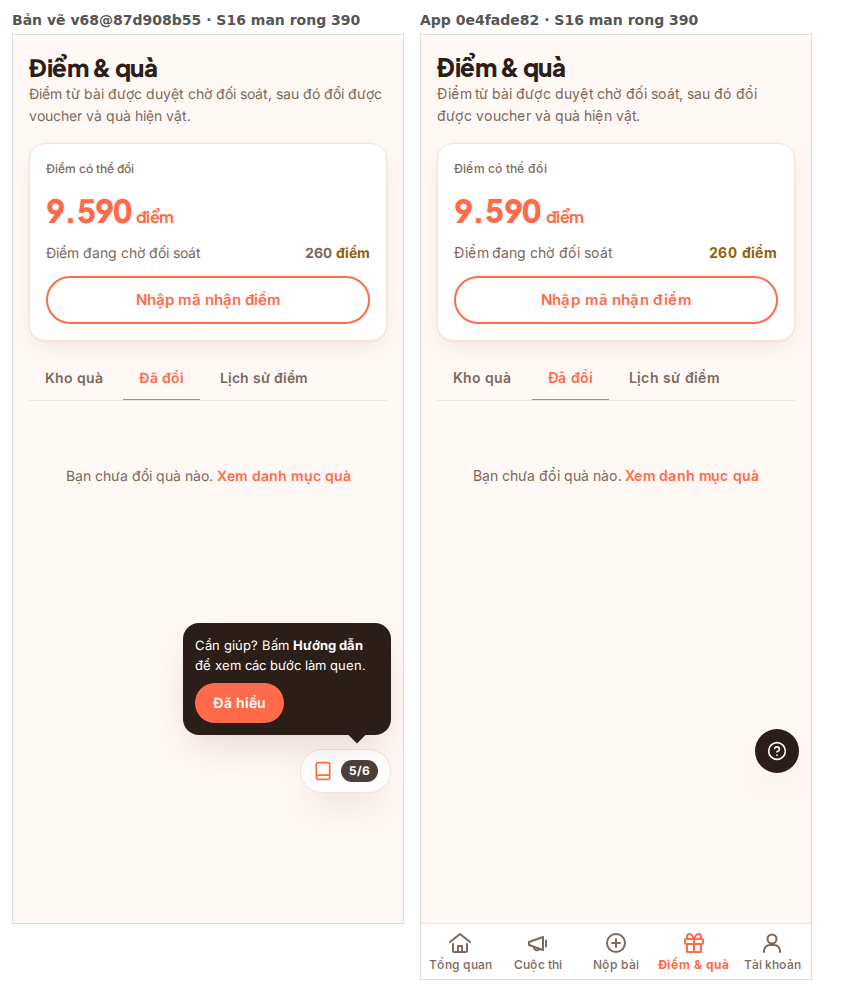 Bản vẽ v68@87d908b55 · S16 man rong 390
Điểm & quà
Điểm từ bài được duyệt chờ đối soát, sau đó đổi được
voucher và quà hiện vật.
Điểm có thể đổi
9.590 điểm
Điểm đang chờ đối soát 260 điểm
Nhập mã nhận điểm
Kho quà Đã đổi Lịch sử điểm
Bạn chưa đổi quà nào. Xem danh mục quà
Cần giúp? Bấm Hướng dẫn
để xem các bước làm quen.
Đã hiểu
5/6
App 0e4fade82 · S16 man rong 390
Điểm & quà
Điểm từ bài được duyệt chờ đối soát, sau đó đổi
được voucher và quà hiện vật.
Điểm có thể đổi
9.590 điểm
Điểm đang chờ đối soát 260 điểm
Nhập mã nhận điểm
Kho quà Đã đổi Lịch sử điểm
Bạn chưa đổi quà nào. Xem danh mục quà
Tổng quan Cuộc thi Nộp bài Điểm & quà Tài khoản